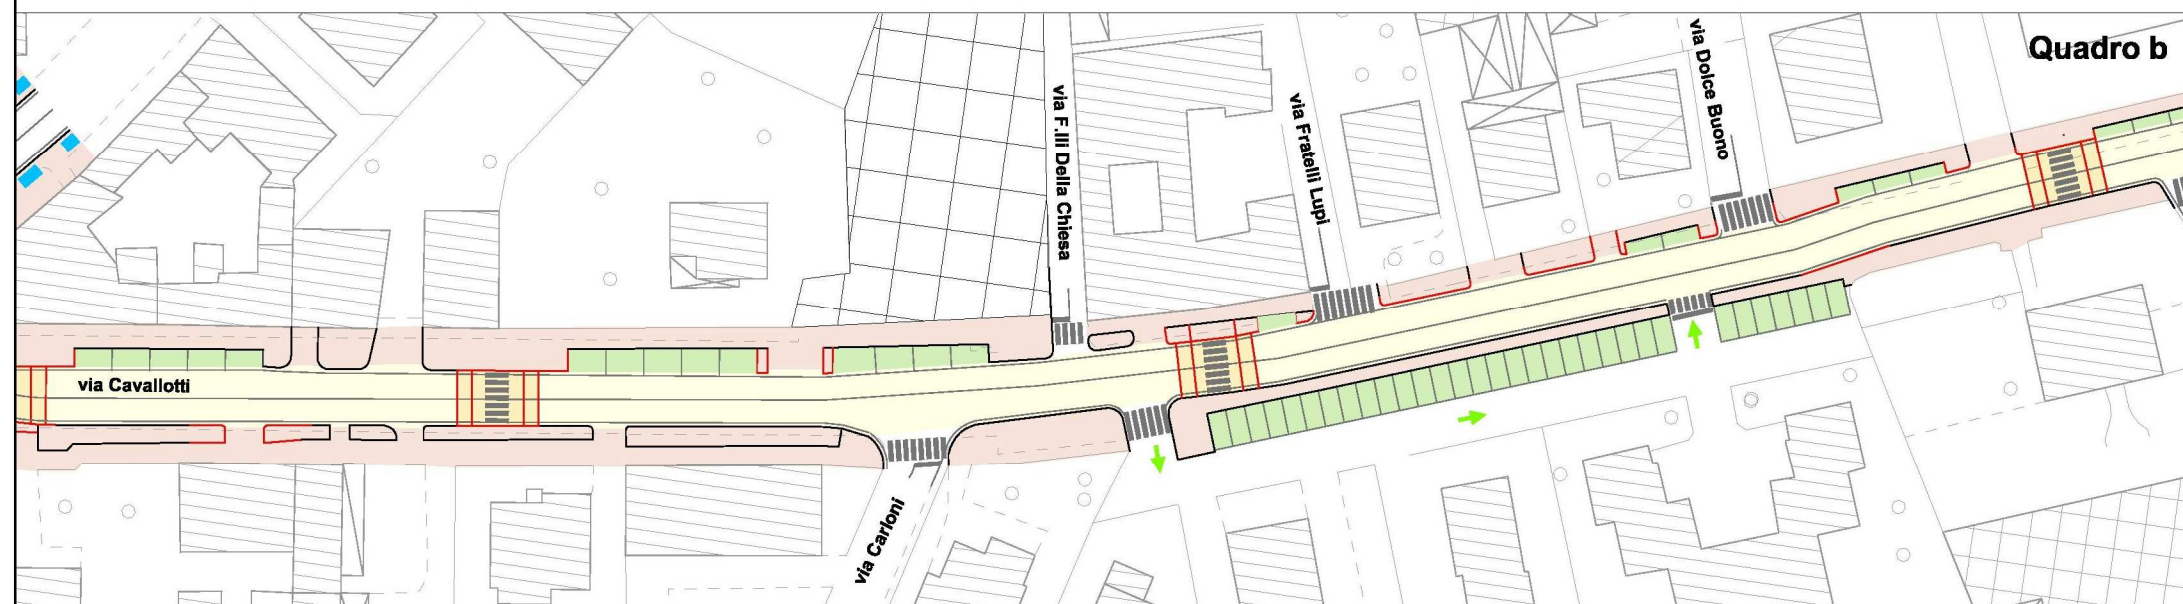 Quadro b
via Dolce Buono
via F.lli Della Chiesa
via Fratelli Lupi
via Cavallotti
via Carloni